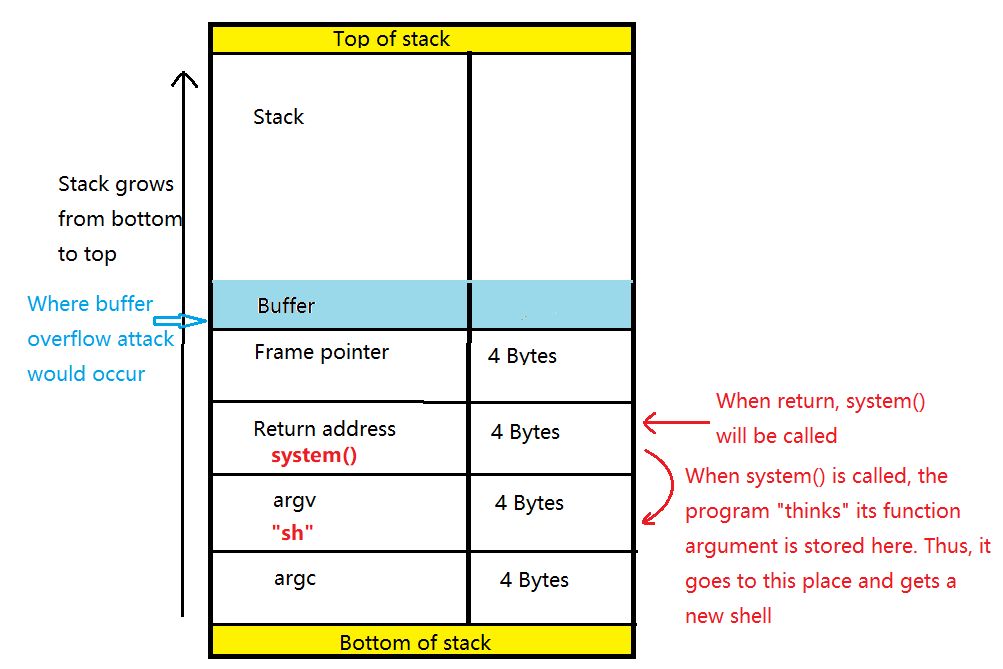 Top of stack
Stack
Stack grows
from bottom
to top
Where buffer
overflow attack
would occur
Buffer
Frame pointer
4 Bytes
Return address
system()
4 Bytes
When return, system()
will be called
argv
"sh"
4 Bytes
When system() is called, the
program "thinks" its function
argument is stored here. Thus, it
goes to this place and gets a
new shell
argc
4 Bytes
Bottom of stack